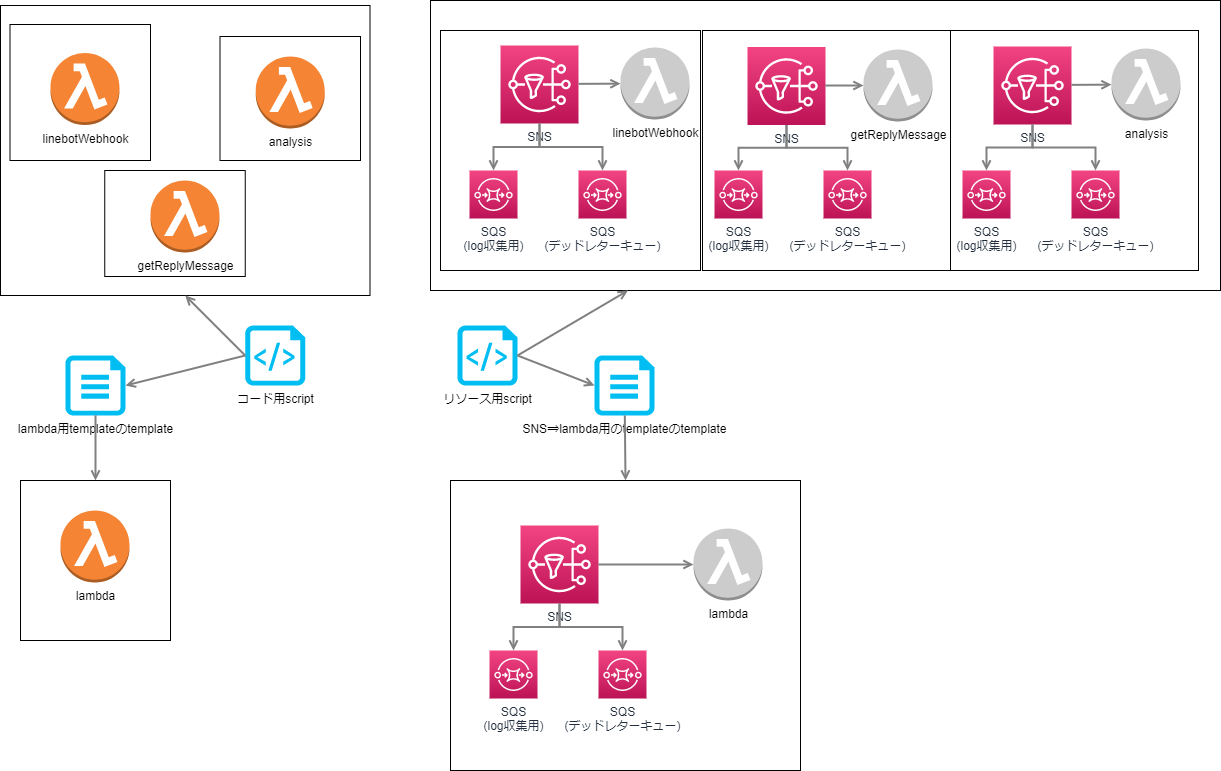 linebotWebhook
analysis
getReplyMessage
SNS
linebotWebhook
SQS
(log収集用)
SQS
(デッドレターキュー)
SNS
getReplyMessage
SQS
(log収集用)
SQS
(デッドレターキュー)
SNS
analysis
SQS
(log収集用)
SQS
(デッドレターキュー)
</>
コード用script
lambda用templateのtemplate
</>
リソース用script
SNS⇒lambda用のtemplateのtemplate
lambda
SNS
lambda
SQS
(log収集用)
SQS
(デッドレターキュー)